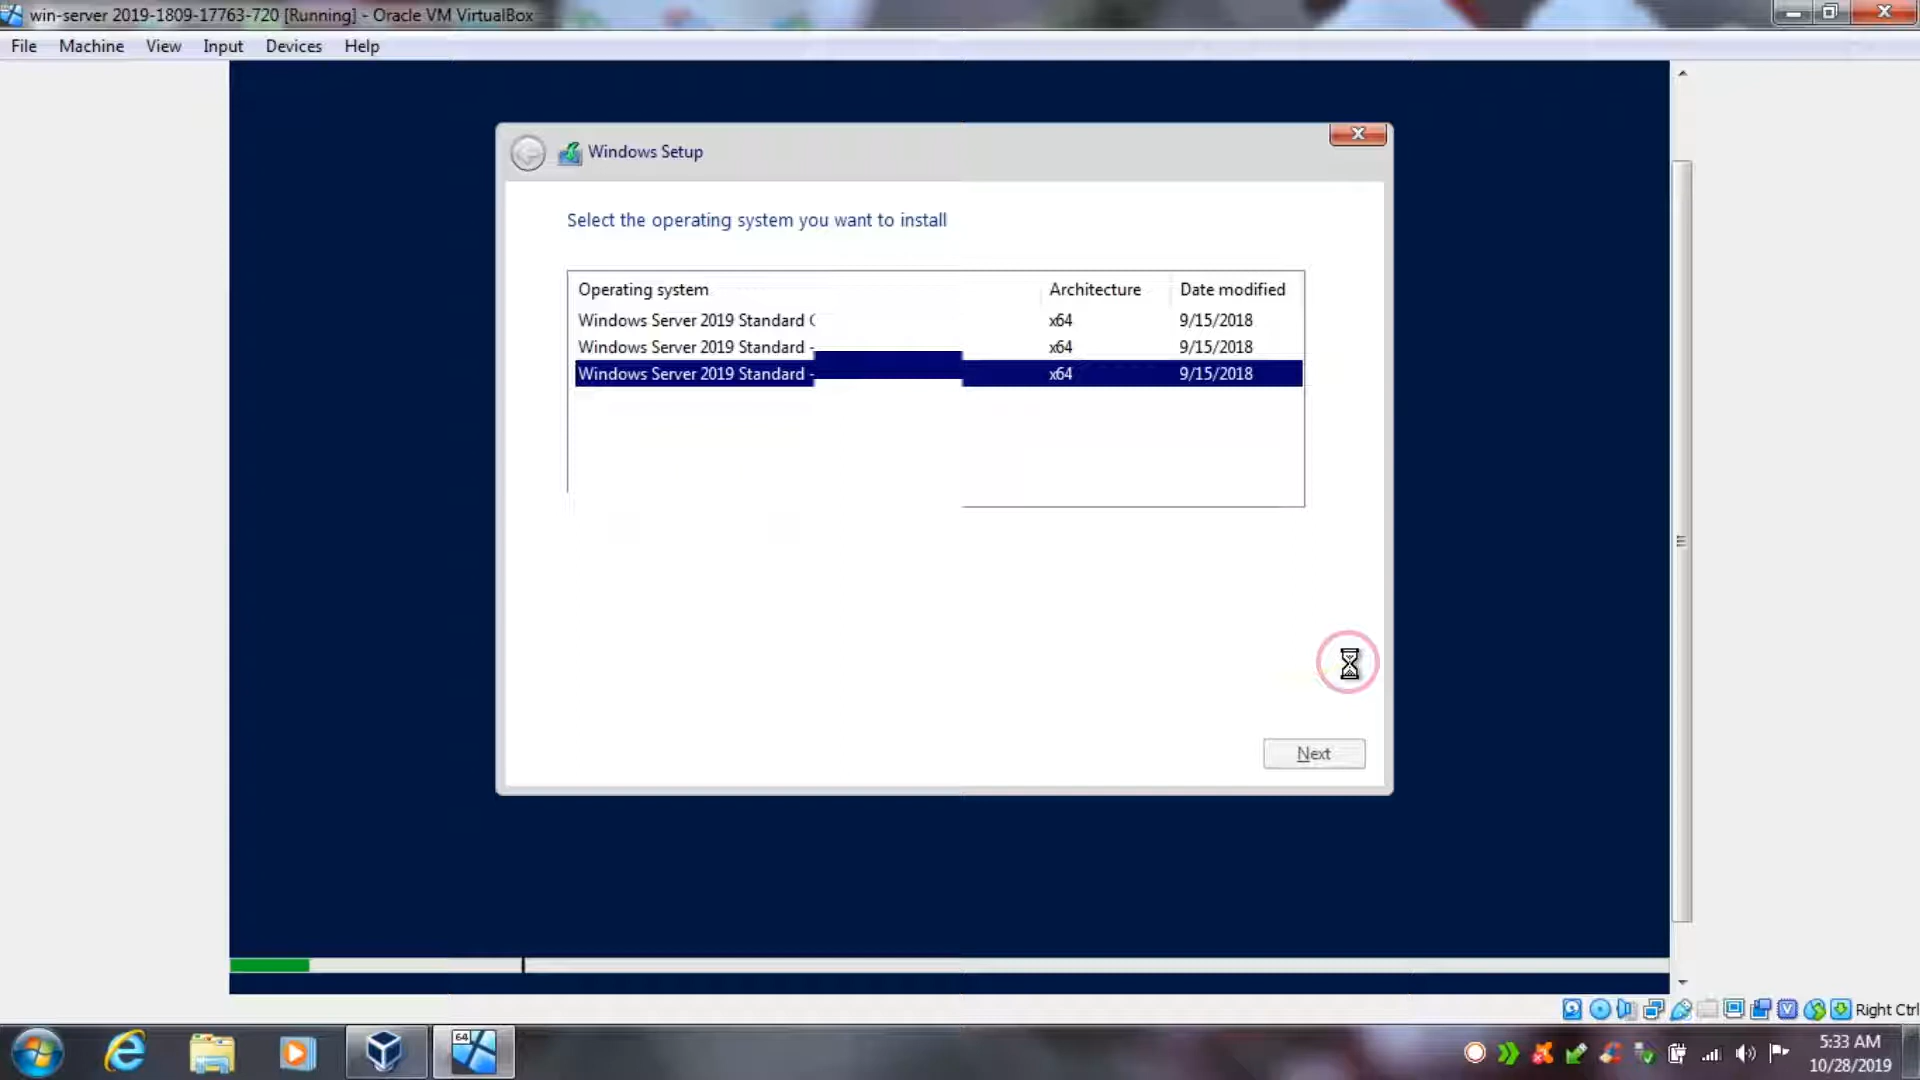 win-server 2019-1809-17763-720 [Running] - Oracle VM VirtualBox
File Machine View Input Devices Help
Windows Setup
Select the operating system you want to install
Operating system Architecture Date modified
Windows Server 2019 Standard x64 9/15/2018
Windows Server 2019 Standard - x64 9/15/2018
Windows Server 2019 Standard - x64 9/15/2018
Next
Right Ctrl
64
5:33 AM
10/28/2019